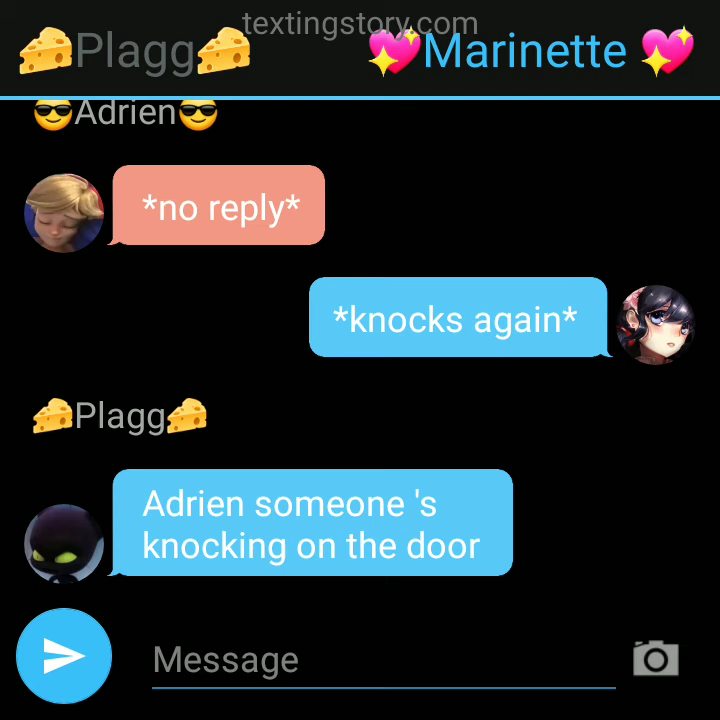 textingstory.com
🧀Plagg🧀
💖Marinette 💖
😎Adrien😎
*no reply*
*knocks again*
🧀Plagg🧀
Adrien someone 's
knocking on the door
Message